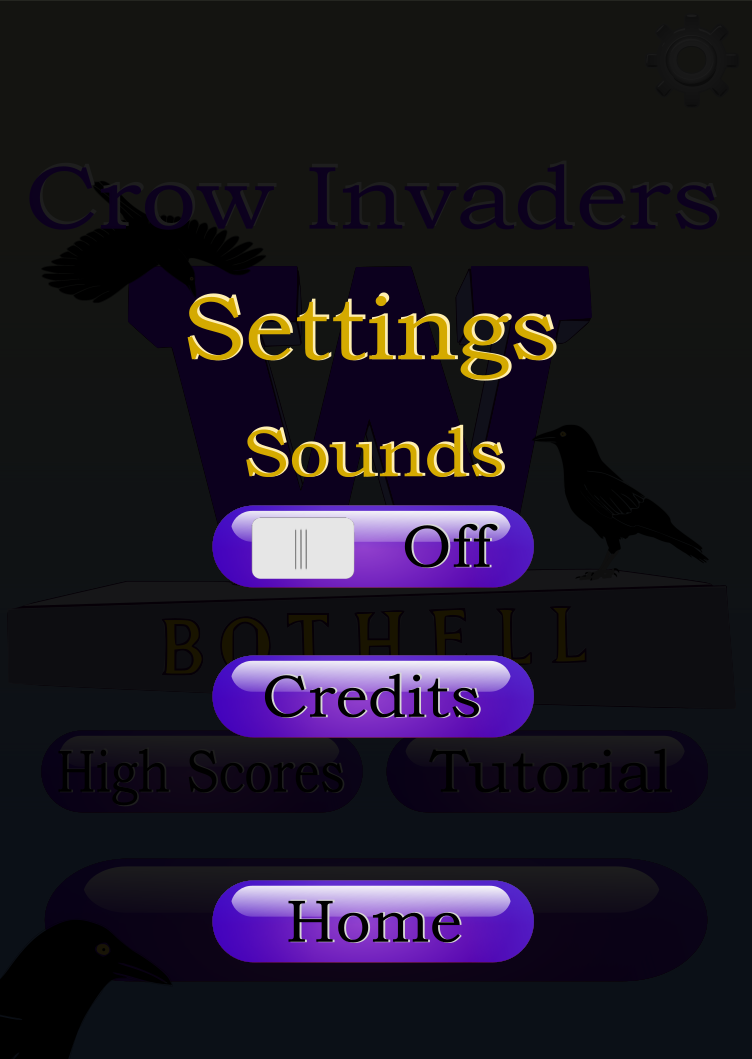 Crow Invaders
Settings
Sounds
Off
BOTHELL
Credits
High Scores
Tutorial
Home